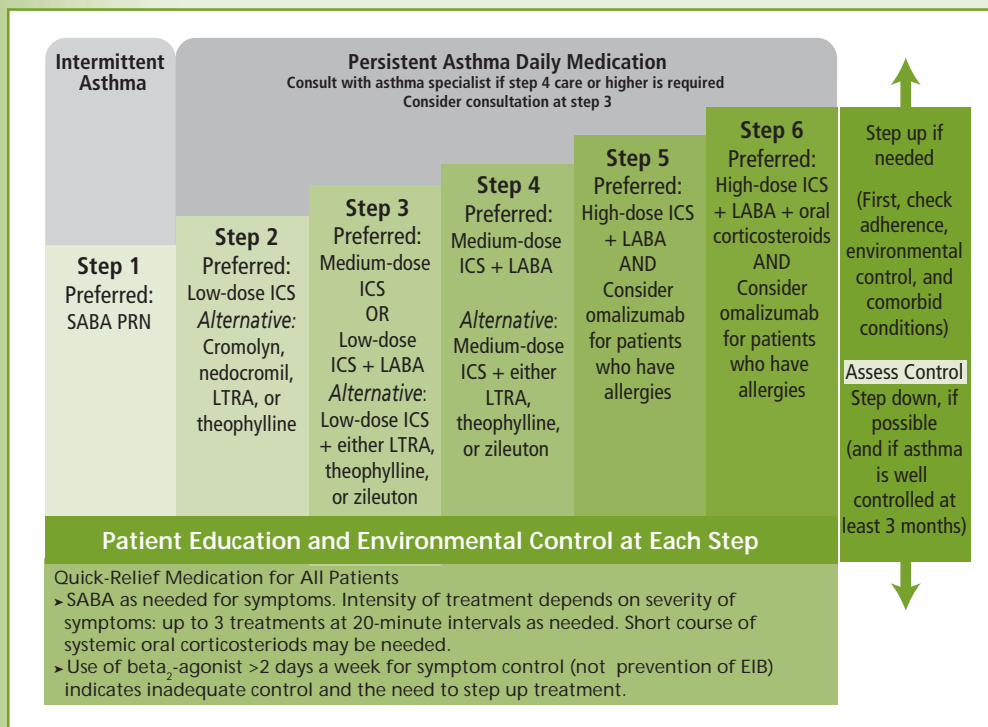 Intermittent
Asthma
Persistent Asthma Daily Medication
Consult with asthma specialist if step 4 care or higher is required
Consider consultation at step 3
Step 1
Preferred:
SABA PRN
Step 2
Preferred:
Low-dose ICS
Alternative:
Cromolyn,
nedocromil,
LTRA, or
theophylline
Step 3
Preferred:
Medium-dose
ICS
OR
Low-dose
ICS + LABA
Alternative:
Low-dose ICS
+ either LTRA,
theophylline,
or zileuton
Step 4
Preferred:
Medium-dose
ICS + LABA
Alternative:
Medium-dose
ICS + either
LTRA,
theophylline,
or zileuton
Step 5
Preferred:
High-dose ICS
+ LABA
AND
Consider
omalizumab
for patients
who have
allergies
Step 6
Preferred:
High-dose ICS
+ LABA + oral
corticosteroids
AND
Consider
omalizumab
for patients
who have
allergies
Step up if
needed
(First, check
adherence,
environmental
control, and
comorbid
conditions)
Assess Control
Step down, if
possible
(and if asthma
is well
controlled at
least 3 months)
Patient Education and Environmental Control at Each Step
Quick-Relief Medication for All Patients
➤ SABA as needed for symptoms. Intensity of treatment depends on severity of
symptoms: up to 3 treatments at 20-minute intervals as needed. Short course of
systemic oral corticosteriods may be needed.
➤ Use of beta₂-agonist >2 days a week for symptom control (not prevention of EIB)
indicates inadequate control and the need to step up treatment.